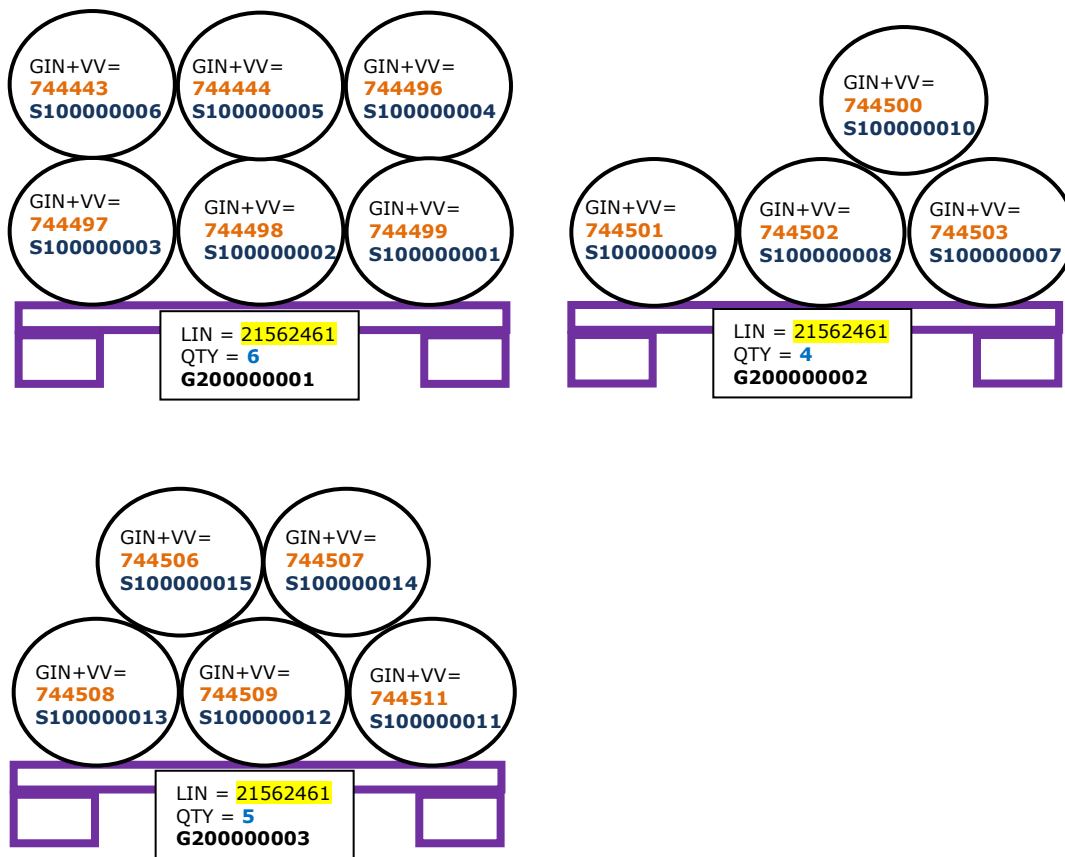 GIN+VV=
744443
S100000006
GIN+VV=
744444
S100000005
GIN+VV=
744496
S100000004
GIN+VV=
744497
S100000003
GIN+VV=
744498
S100000002
GIN+VV=
744499
S100000001
LIN = 21562461
QTY = 6
G200000001
GIN+VV=
744500
S100000010
GIN+VV=
744501
S100000009
GIN+VV=
744502
S100000008
GIN+VV=
744503
S100000007
LIN = 21562461
QTY = 4
G200000002
GIN+VV=
744506
S100000015
GIN+VV=
744507
S100000014
GIN+VV=
744508
S100000013
GIN+VV=
744509
S100000012
GIN+VV=
744511
S100000011
LIN = 21562461
QTY = 5
G200000003